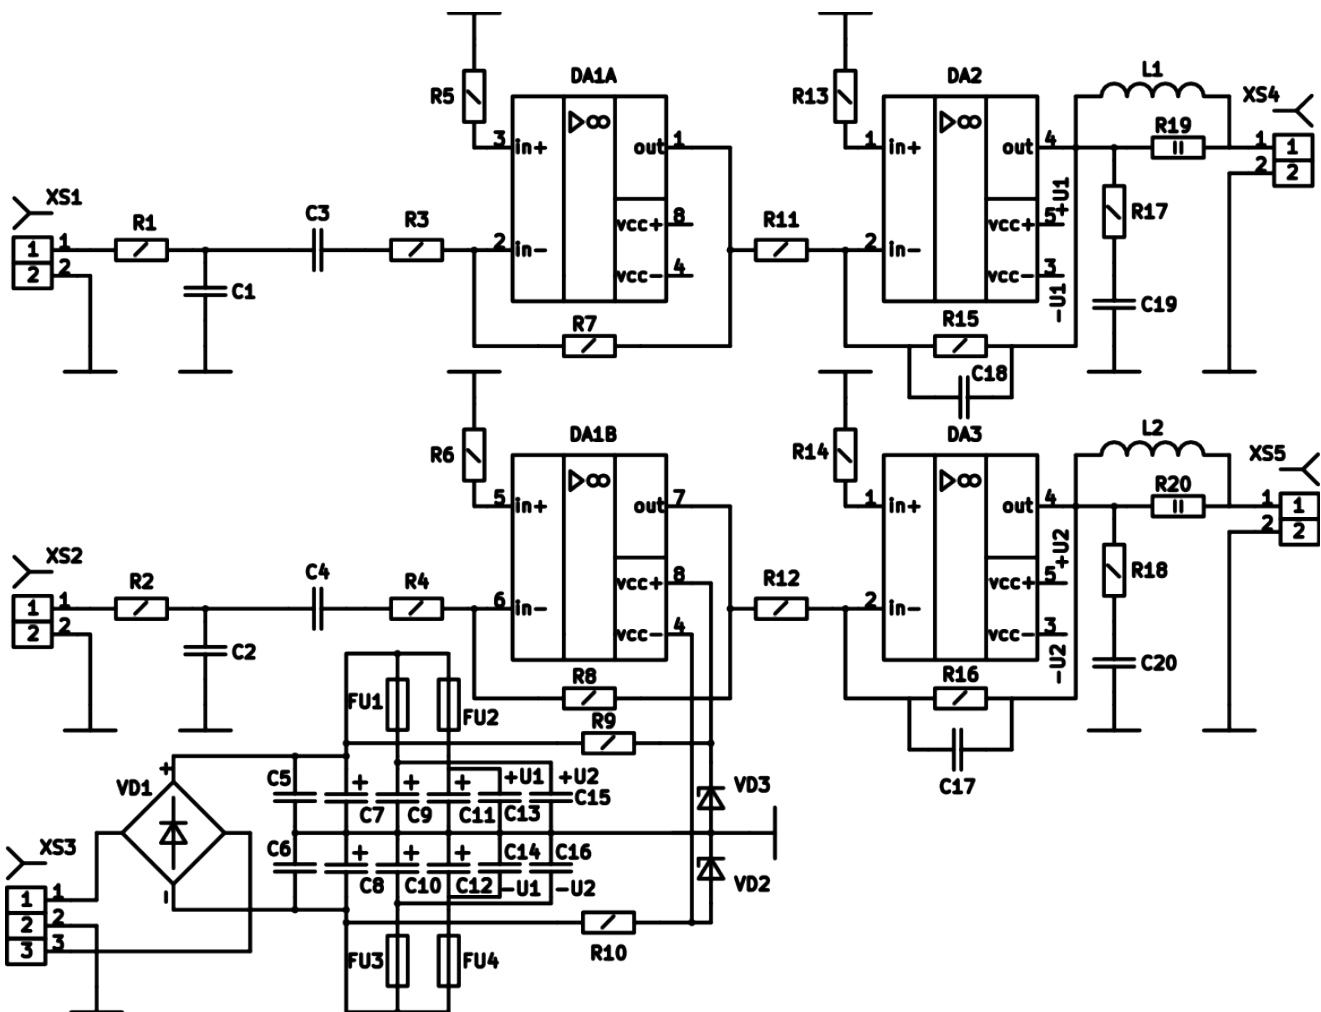 DA1A
DA2
L1
XS4
R5
3 in+
out 1
R13
1 in+
out 4
R19
1 1
2 2
XS1
R1
C3
R3
2 in-
vcc+ 8
vcc- 4
R11
2 in-
vcc+ 5 +U1
vcc- 3 -U1
R17
1 1
2 2
C1
C19
R7
R15
C18
R6
DA1B
R14
DA3
L2
XS5
5 in+
out 7
1 in+
out 4
R20
1 1
2 2
XS2
R2
C4
R4
6 in-
vcc+ 8
vcc- 4
R12
2 in-
vcc+ 5 +U2
vcc- 3 -U2
R18
1 1
2 2
C2
C20
R8
R16
FU1
FU2
R9
C17
VD1
+
C5
+ C7
+ C9
+ C11
+U1
C13
+U2
C15
VD3
XS3
C6
+ C8
+ C10
+ C12
C14
-U1
C16
-U2
VD2
-
1 1
2 2
3 3
FU3
FU4
R10